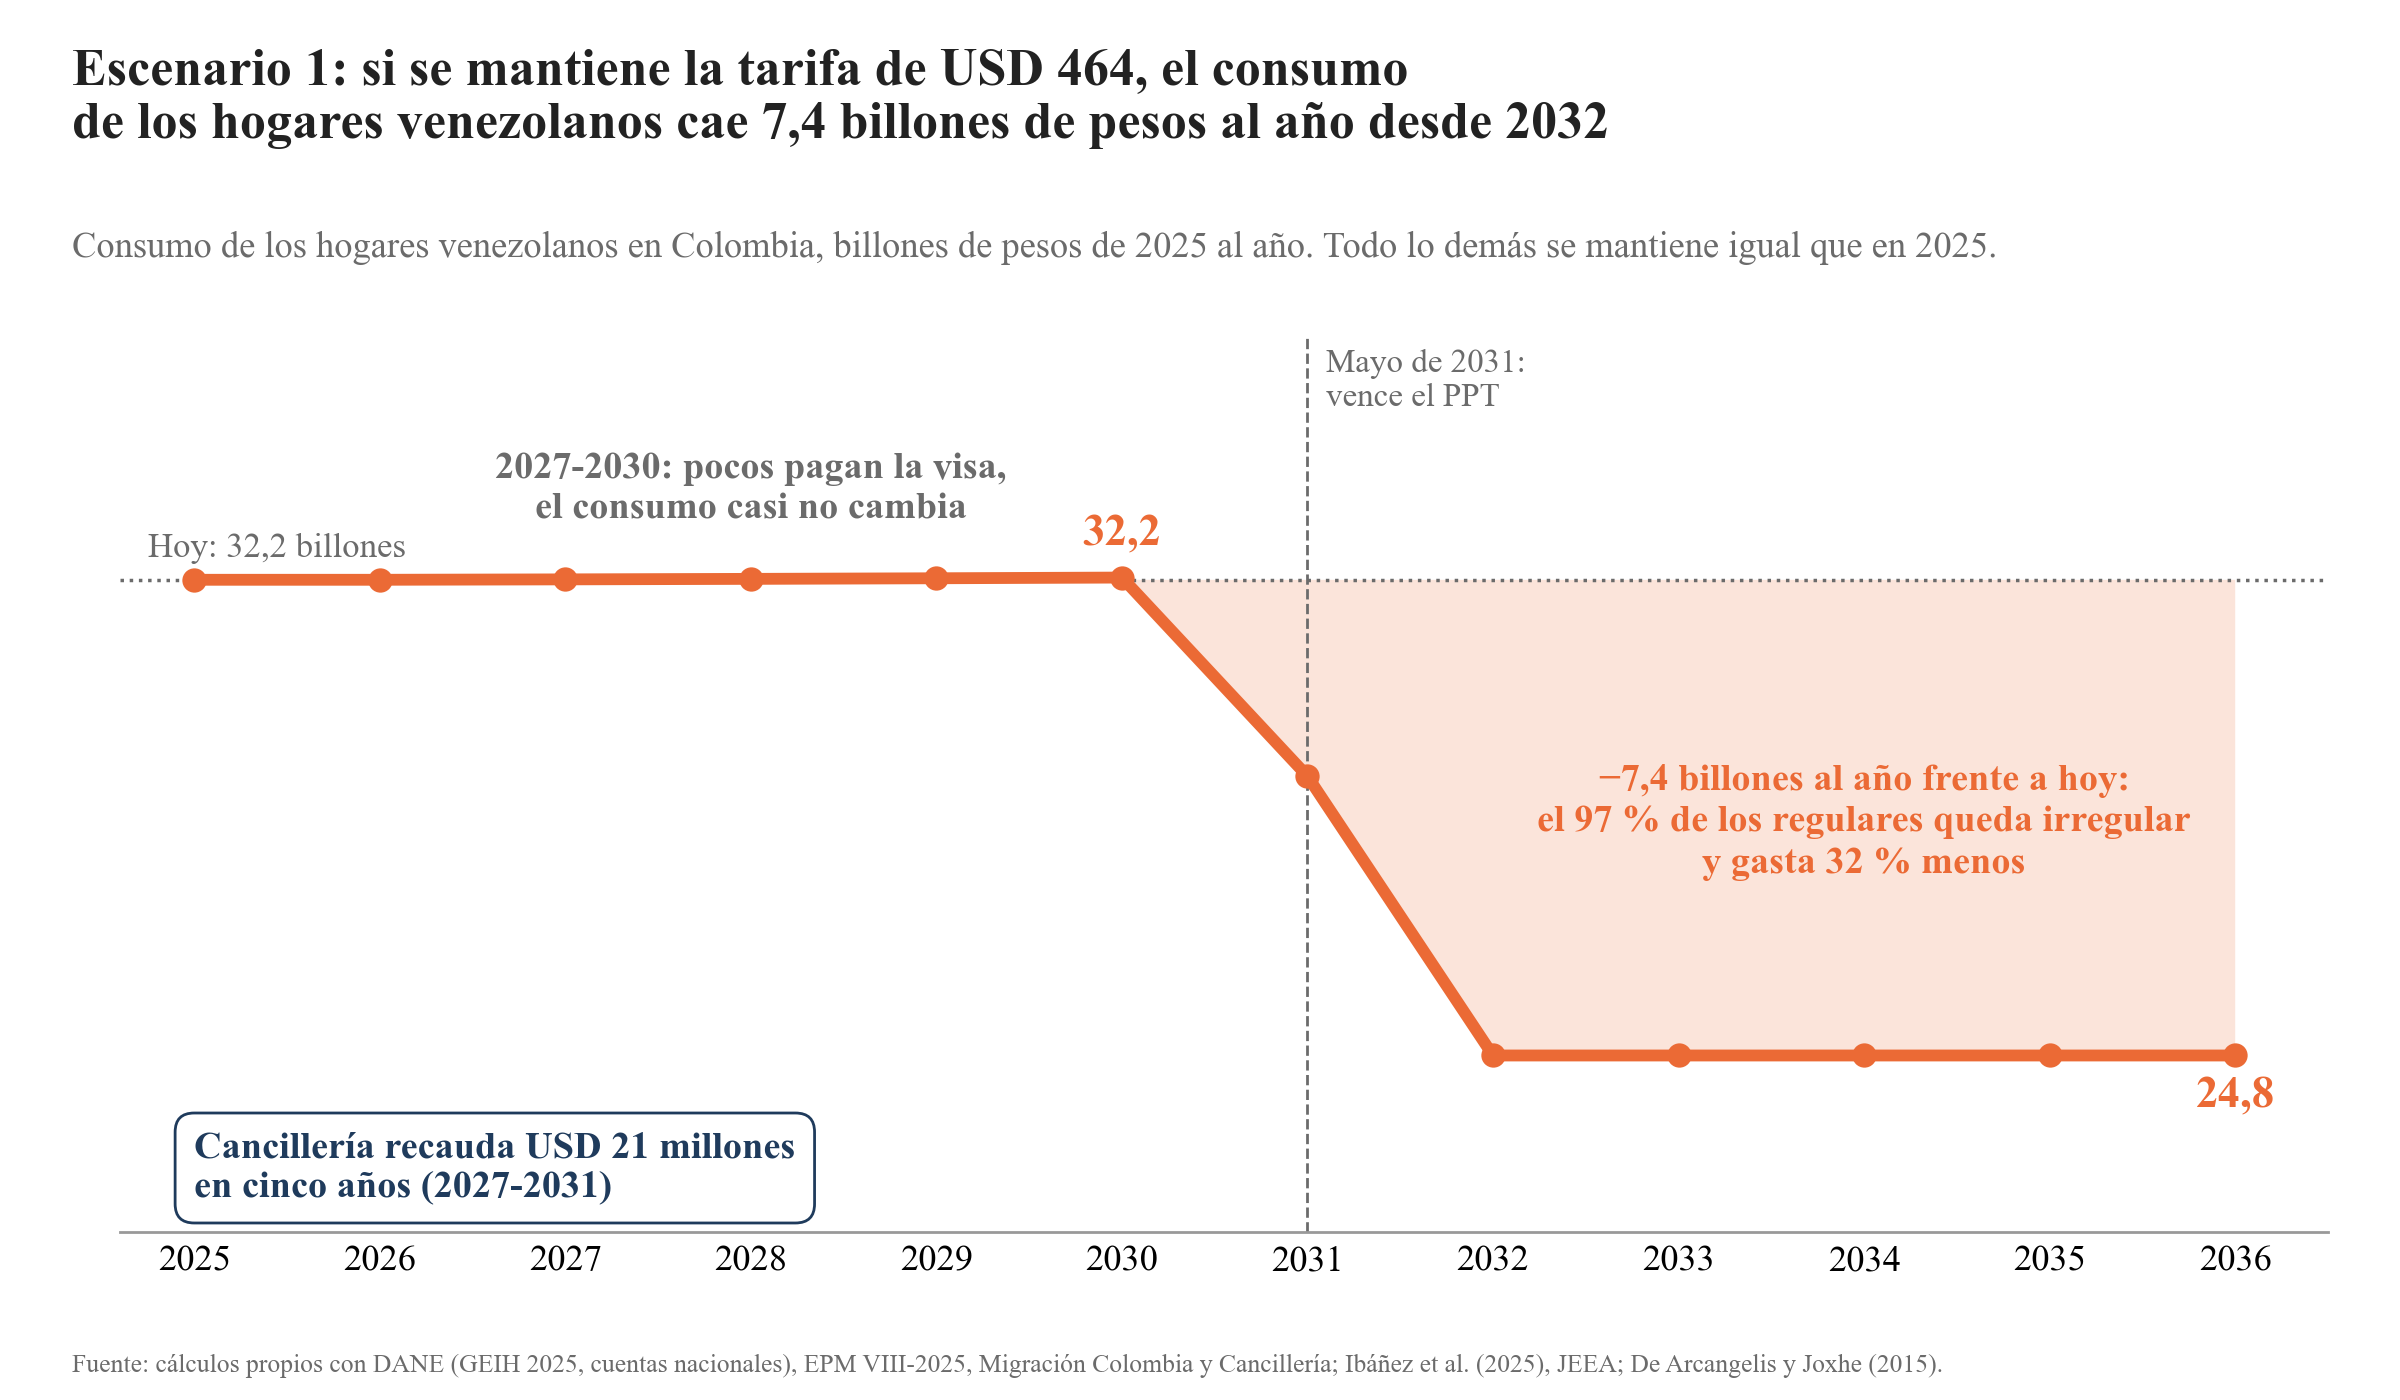 Escenario 1: si se mantiene la tarifa de USD 464, el consumo
de los hogares venezolanos cae 7,4 billones de pesos al año desde 2032
Consumo de los hogares venezolanos en Colombia, billones de pesos de 2025 al año. Todo lo demás se mantiene igual que en 2025.
Mayo de 2031:
vence el PPT
2027-2030: pocos pagan la visa,
el consumo casi no cambia
32,2
Hoy: 32,2 billones
−7,4 billones al año frente a hoy:
el 97 % de los regulares queda irregular
y gasta 32 % menos
24,8
Cancillería recauda USD 21 millones
en cinco años (2027-2031)
2025 2026 2027 2028 2029 2030 2031 2032 2033 2034 2035 2036
Fuente: cálculos propios con DANE (GEIH 2025, cuentas nacionales), EPM VIII-2025, Migración Colombia y Cancillería; Ibáñez et al. (2025), JEEA; De Arcangelis y Joxhe (2015).